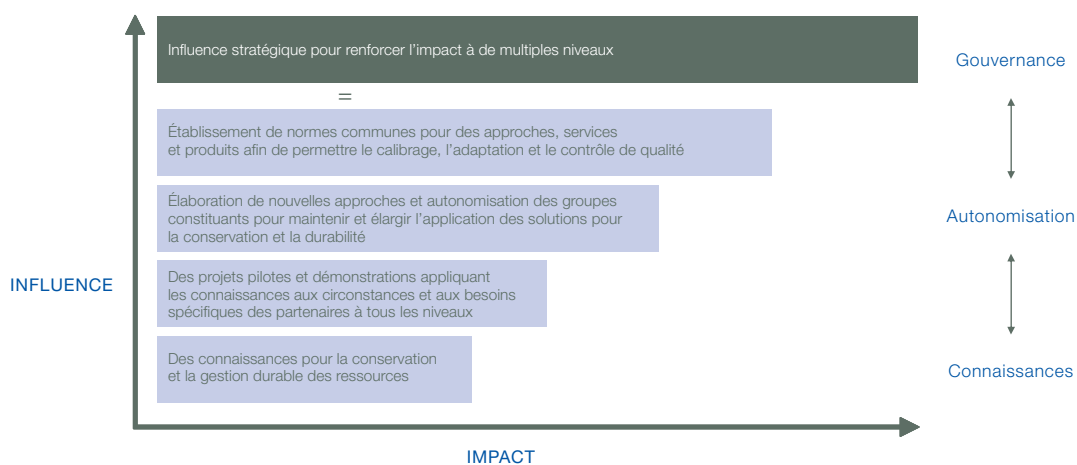 Influence stratégique pour renforcer l’impact à de multiples niveaux
Gouvernance
=
Établissement de normes communes pour des approches, services
et produits afin de permettre le calibrage, l’adaptation et le contrôle de qualité
Élaboration de nouvelles approches et autonomisation des groupes
constituants pour maintenir et élargir l’application des solutions pour
la conservation et la durabilité
Autonomisation
INFLUENCE
Des projets pilotes et démonstrations appliquant
les connaissances aux circonstances et aux besoins
spécifiques des partenaires à tous les niveaux
Des connaissances pour la conservation
et la gestion durable des ressources
Connaissances
IMPACT